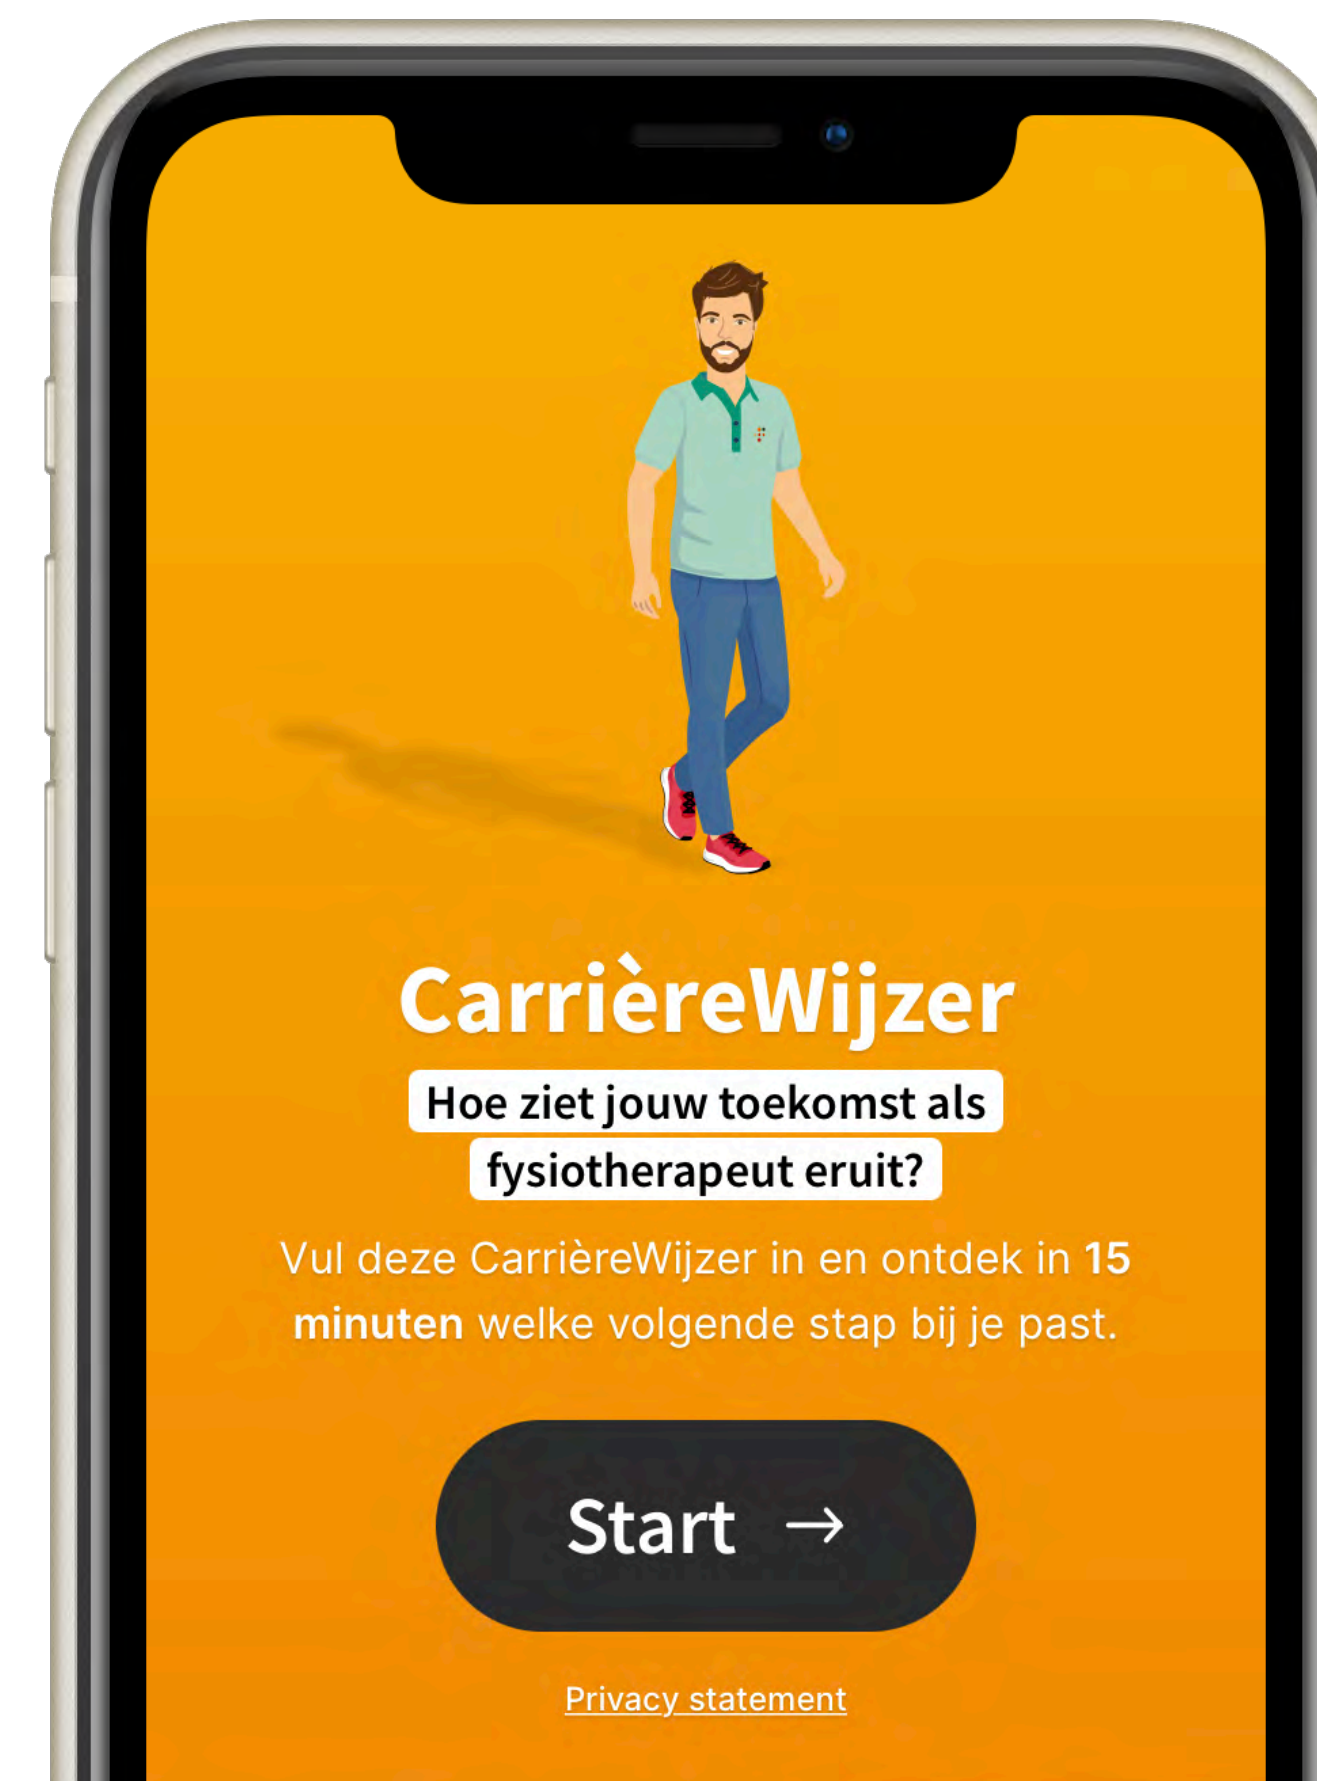 CarrièreWijzer
Hoe ziet jouw toekomst als
fysiotherapeut eruit?
Vul deze CarrièreWijzer in en ontdek in 15
minuten welke volgende stap bij je past.
Start →
Privacy statement